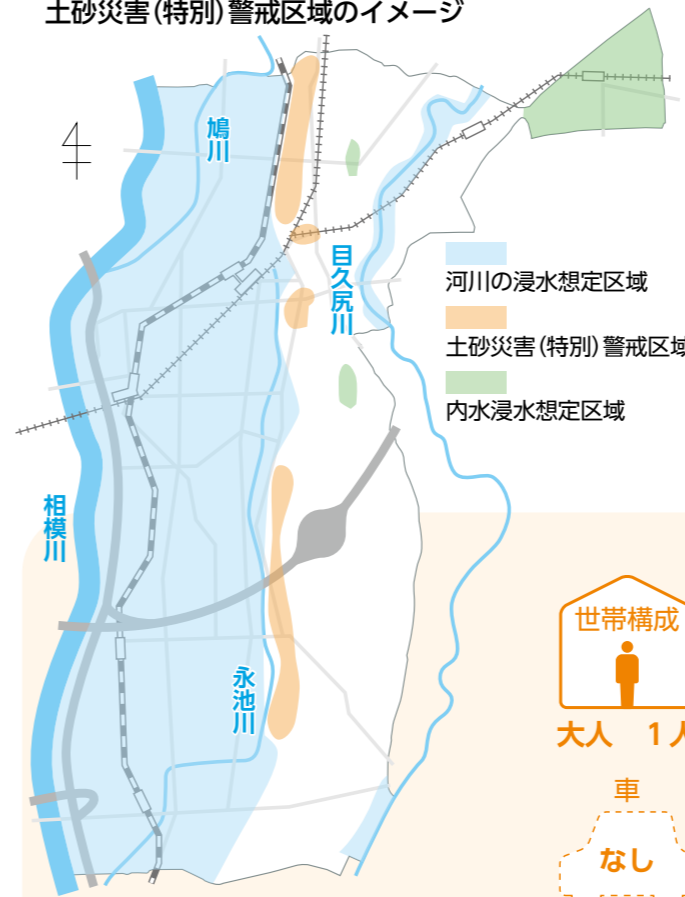 土砂災害(特別)警戒区域のイメージ
鳩川
目久尻川
河川の浸水想定区域
土砂災害(特別)警戒区域
内水浸水想定区域
相模川
永池川
世帯構成
大人 1人
車
なし